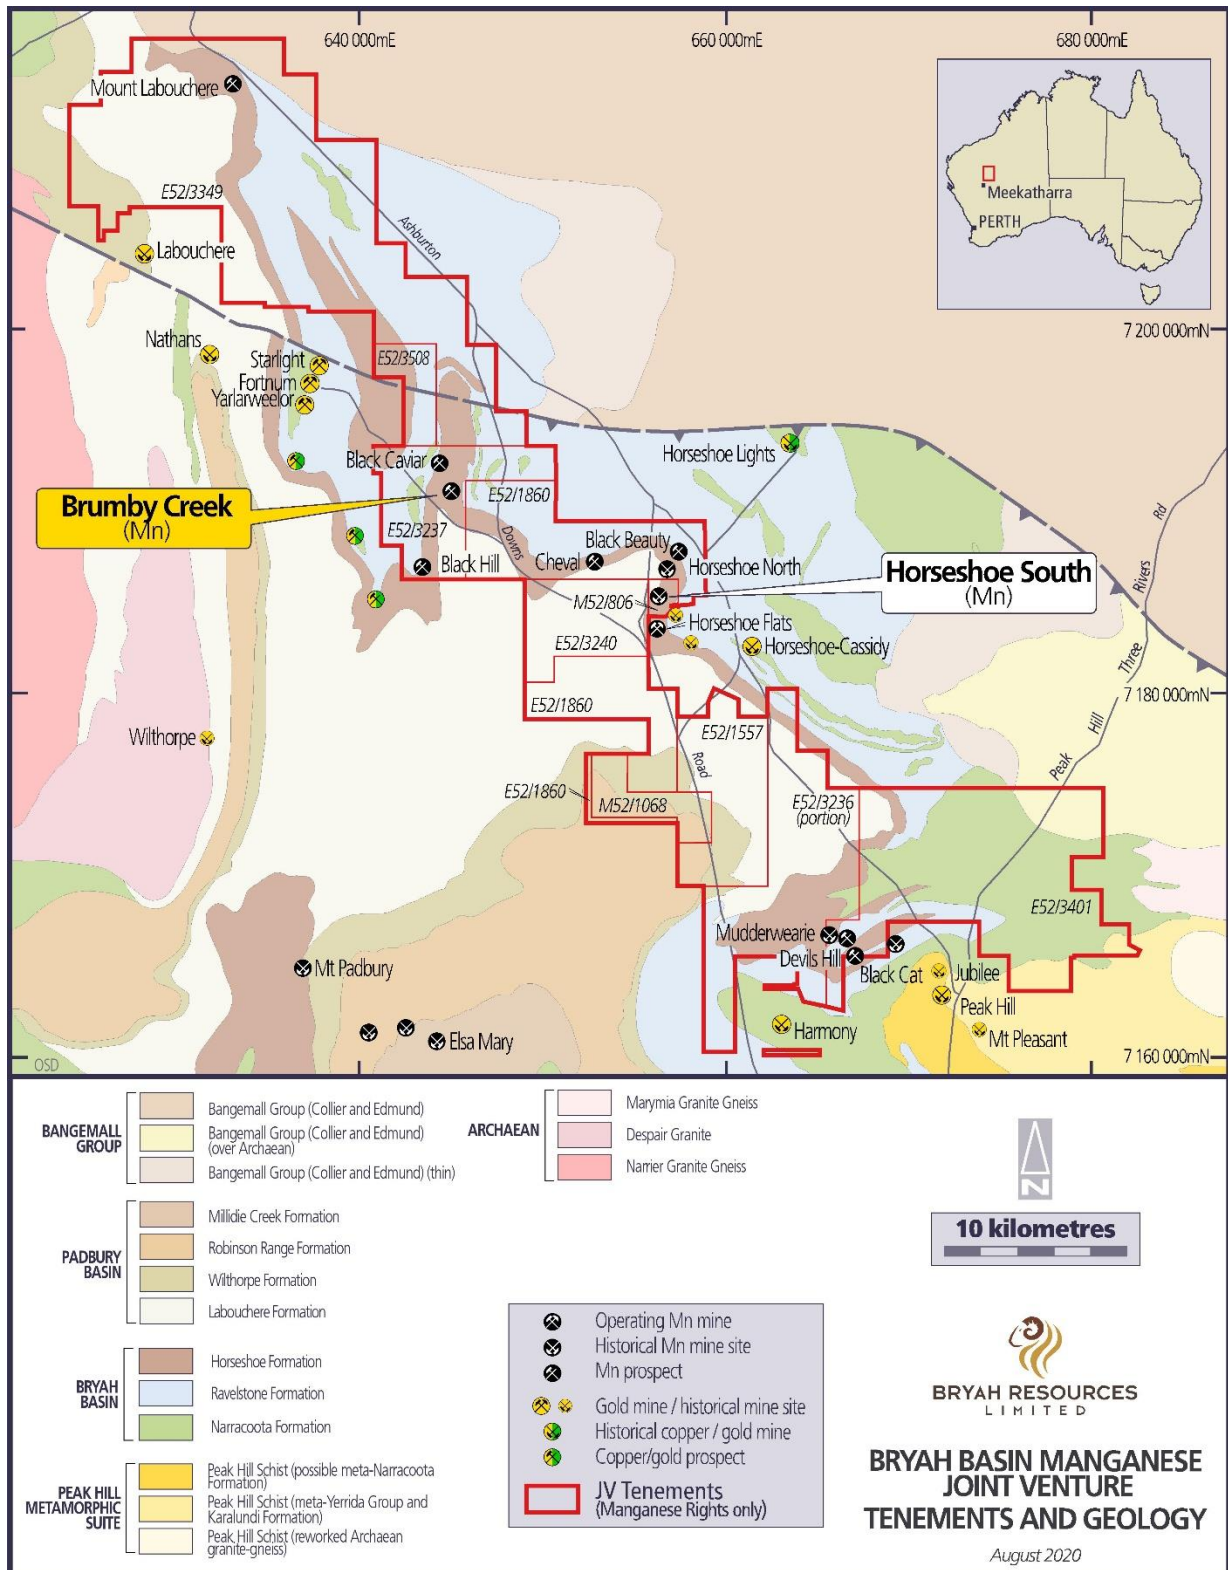 640 000mE
660 000mE
680 000mE
Mount Labouchere
E52/3349
Labouchere
Ashburton
Meekatharra
PERTH
7 200 000mN
Nathans
Starlight
Fortnum
Yarlarweelor
E52/3508
Horseshoe Lights
Black Caviar
E52/1860
Brumby Creek
(Mn)
E52/3237
Downs
Black Hill
Cheval
Black Beauty
Horseshoe North
Horseshoe South
(Mn)
M52/806
Horseshoe Flats
E52/3240
Horseshoe-Cassidy
Rd
Rivers
Three
Hill
Peak
7 180 000mN
E52/1860
E52/1557
Wilthorpe
Road
E52/1860
M52/1068
E52/3236
(portion)
E52/3401
Mudderwearie
Devils Hill
Black Cat
Jubilee
Mt Padbury
Peak Hill
Harmony
Mt Pleasant
Elsa Mary
7 160 000mN
OSD
BANGEMALL
GROUP
Bangemall Group (Collier and Edmund)
Bangemall Group (Collier and Edmund)
(over Archaean)
Bangemall Group (Collier and Edmund) (thin)
PADBURY
BASIN
Millidie Creek Formation
Robinson Range Formation
Wilthorpe Formation
Labouchere Formation
BRYAH
BASIN
Horseshoe Formation
Ravelstone Formation
Narracoota Formation
PEAK HILL
METAMORPHIC
SUITE
Peak Hill Schist (possible meta-Narracoota
Formation)
Peak Hill Schist (meta-Yerrida Group and
Karalundi Formation)
Peak Hill Schist (reworked Archaean
granite-gneiss)
ARCHAEAN
Marymia Granite Gneiss
Despair Granite
Narrier Granite Gneiss
Operating Mn mine
Historical Mn mine site
Mn prospect
Gold mine / historical mine site
Historical copper / gold mine
Copper/gold prospect
JV Tenements
(Manganese Rights only)
N
10 kilometres
BRYAH RESOURCES
LIMITED
BRYAH BASIN MANGANESE
JOINT VENTURE
TENEMENTS AND GEOLOGY
August 2020